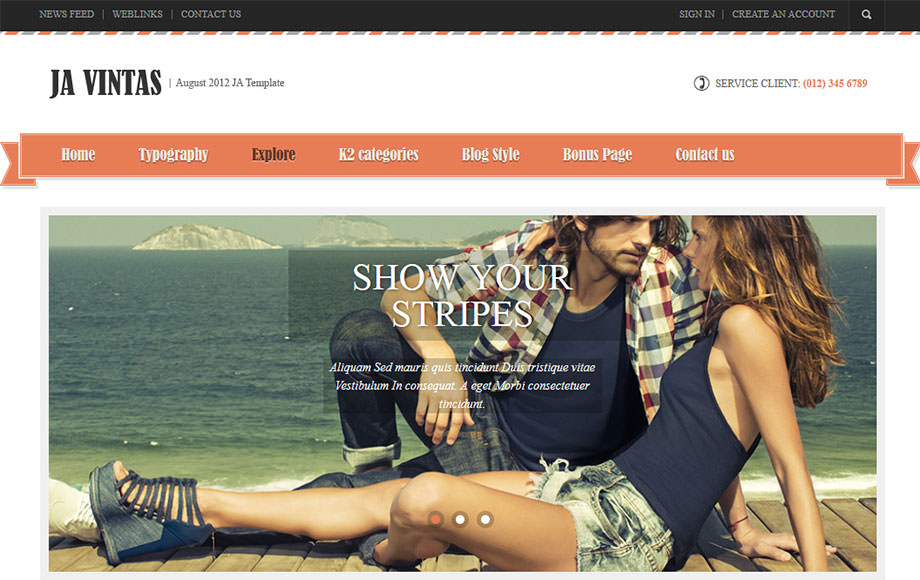 NEWS FEED | WEBLINKS | CONTACT US
SIGN IN | CREATE AN ACCOUNT
JA VINTAS | August 2012 JA Template
SERVICE CLIENT: (012) 345 6789
Home Typography Explore K2 categories Blog Style Bonus Page Contact us
SHOW YOUR
STRIPES
Aliquam Sed mauris quis tincidunt Duis tristique vitae
Vestibulum In consequat. A eget Morbi consectetuer
tincidunt.